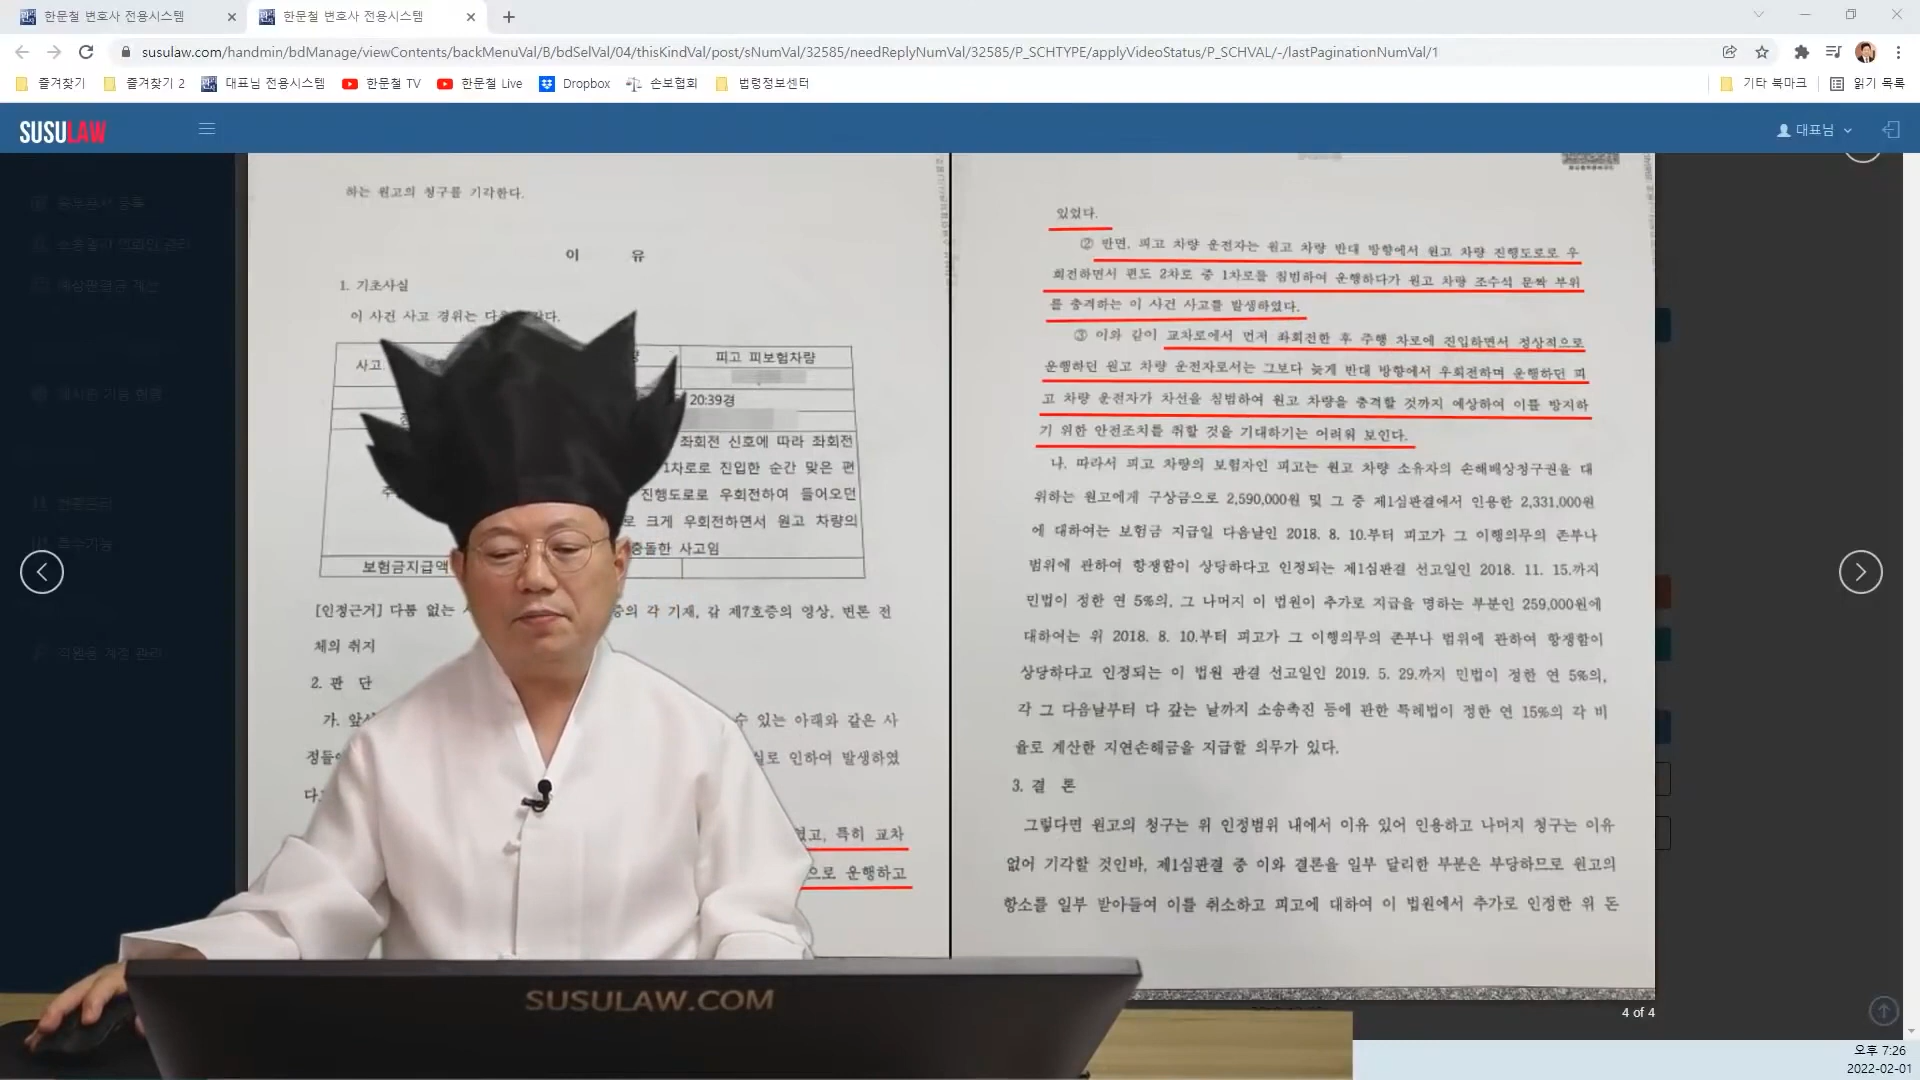 한문철 변호사 전용시스템
한문철 변호사 전용시스템
susulaw.com/handmin/bdManage/viewContents/backMenuVal/B/bdSelVal/04/thisKindVal/post/sNumVal/32585/needReplyNumVal/32585/P_SCHTYPE/applyVideoStatus/P_SCHVAL/-/lastPaginationNumVal/1
즐겨찾기 즐겨찾기 2 대표님 전용시스템 한문철 TV 한문철 Live Dropbox 손보협회 법령정보센터 기타 북마크 읽기 목록
SUSULAW 대표님
하는 원고의 청구를 기각한다.
이 유
1. 기초사실
이 사건 사고 경위는 다음과 같다.
사고
피고 피보험차량
20:39경
좌회전 신호에 따라 좌회전
1차로로 진입한 순간 맞은 편
진행도로로 우회전하여 들어오던
로 크게 우회전하면서 원고 차량의
충돌한 사고임
보험금지급액
[인정근거] 다툼 없는
증의 각 기재, 갑 제7호증의 영상, 변론 전
체의 취지
2. 판 단
가. 앞서
수 있는 아래와 같은 사
정들에
실로 인하여 발생하였
다.
였고, 특히 교차
으로 운행하고
있었다.
② 반면, 피고 차량 운전자는 원고 차량 반대 방향에서 원고 차량 진행도로로 우
회전하면서 편도 2차로 중 1차로를 침범하여 운행하다가 원고 차량 조수석 문짝 부위
를 충격하는 이 사건 사고를 발생하였다.
③ 이와 같이 교차로에서 먼저 좌회전한 후 주행 차로에 진입하면서 정상적으로
운행하던 원고 차량 운전자로서는 그보다 늦게 반대 방향에서 우회전하며 운행하던 피
고 차량 운전자가 차선을 침범하여 원고 차량을 충격할 것까지 예상하여 이를 방지하
기 위한 안전조치를 취할 것을 기대하기는 어려워 보인다.
나. 따라서 피고 차량의 보험자인 피고는 원고 차량 소유자의 손해배상청구권을 대
위하는 원고에게 구상금으로 2,590,000원 및 그 중 제1심판결에서 인용한 2,331,000원
에 대하여는 보험금 지급일 다음날인 2018. 8. 10.부터 피고가 그 이행의무의 존부나
범위에 관하여 항쟁함이 상당하다고 인정되는 제1심판결 선고일인 2018. 11. 15.까지
민법이 정한 연 5%의, 그 나머지 이 법원이 추가로 지급을 명하는 부분인 259,000원에
대하여는 위 2018. 8. 10.부터 피고가 그 이행의무의 존부나 범위에 관하여 항쟁함이
상당하다고 인정되는 이 법원 판결 선고일인 2019. 5. 29.까지 민법이 정한 연 5%의,
각 그 다음날부터 다 갚는 날까지 소송촉진 등에 관한 특례법이 정한 연 15%의 각 비
율로 계산한 지연손해금을 지급할 의무가 있다.
3. 결 론
그렇다면 원고의 청구는 위 인정범위 내에서 이유 있어 인용하고 나머지 청구는 이유
없어 기각할 것인바, 제1심판결 중 이와 결론을 일부 달리한 부분은 부당하므로 원고의
항소를 일부 받아들여 이를 취소하고 피고에 대하여 이 법원에서 추가로 인정한 위 돈
4 of 4
SUSULAW.COM
오후 7:26
2022-02-01